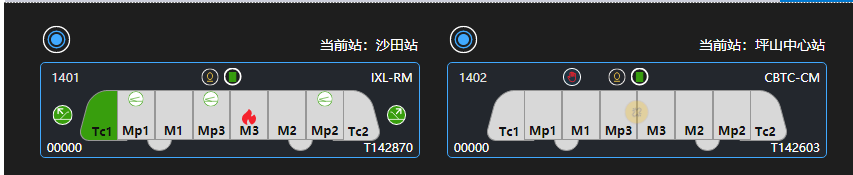 当前站：沙田站
1401 IXL-RM
Tc1 Mp1 M1 Mp3 M3 M2 Mp2 Tc2
00000 T142870
当前站：坪山中心站
1402 CBTC-CM
Tc1 Mp1 M1 Mp3 M3 M2 Mp2 Tc2
00000 T142603